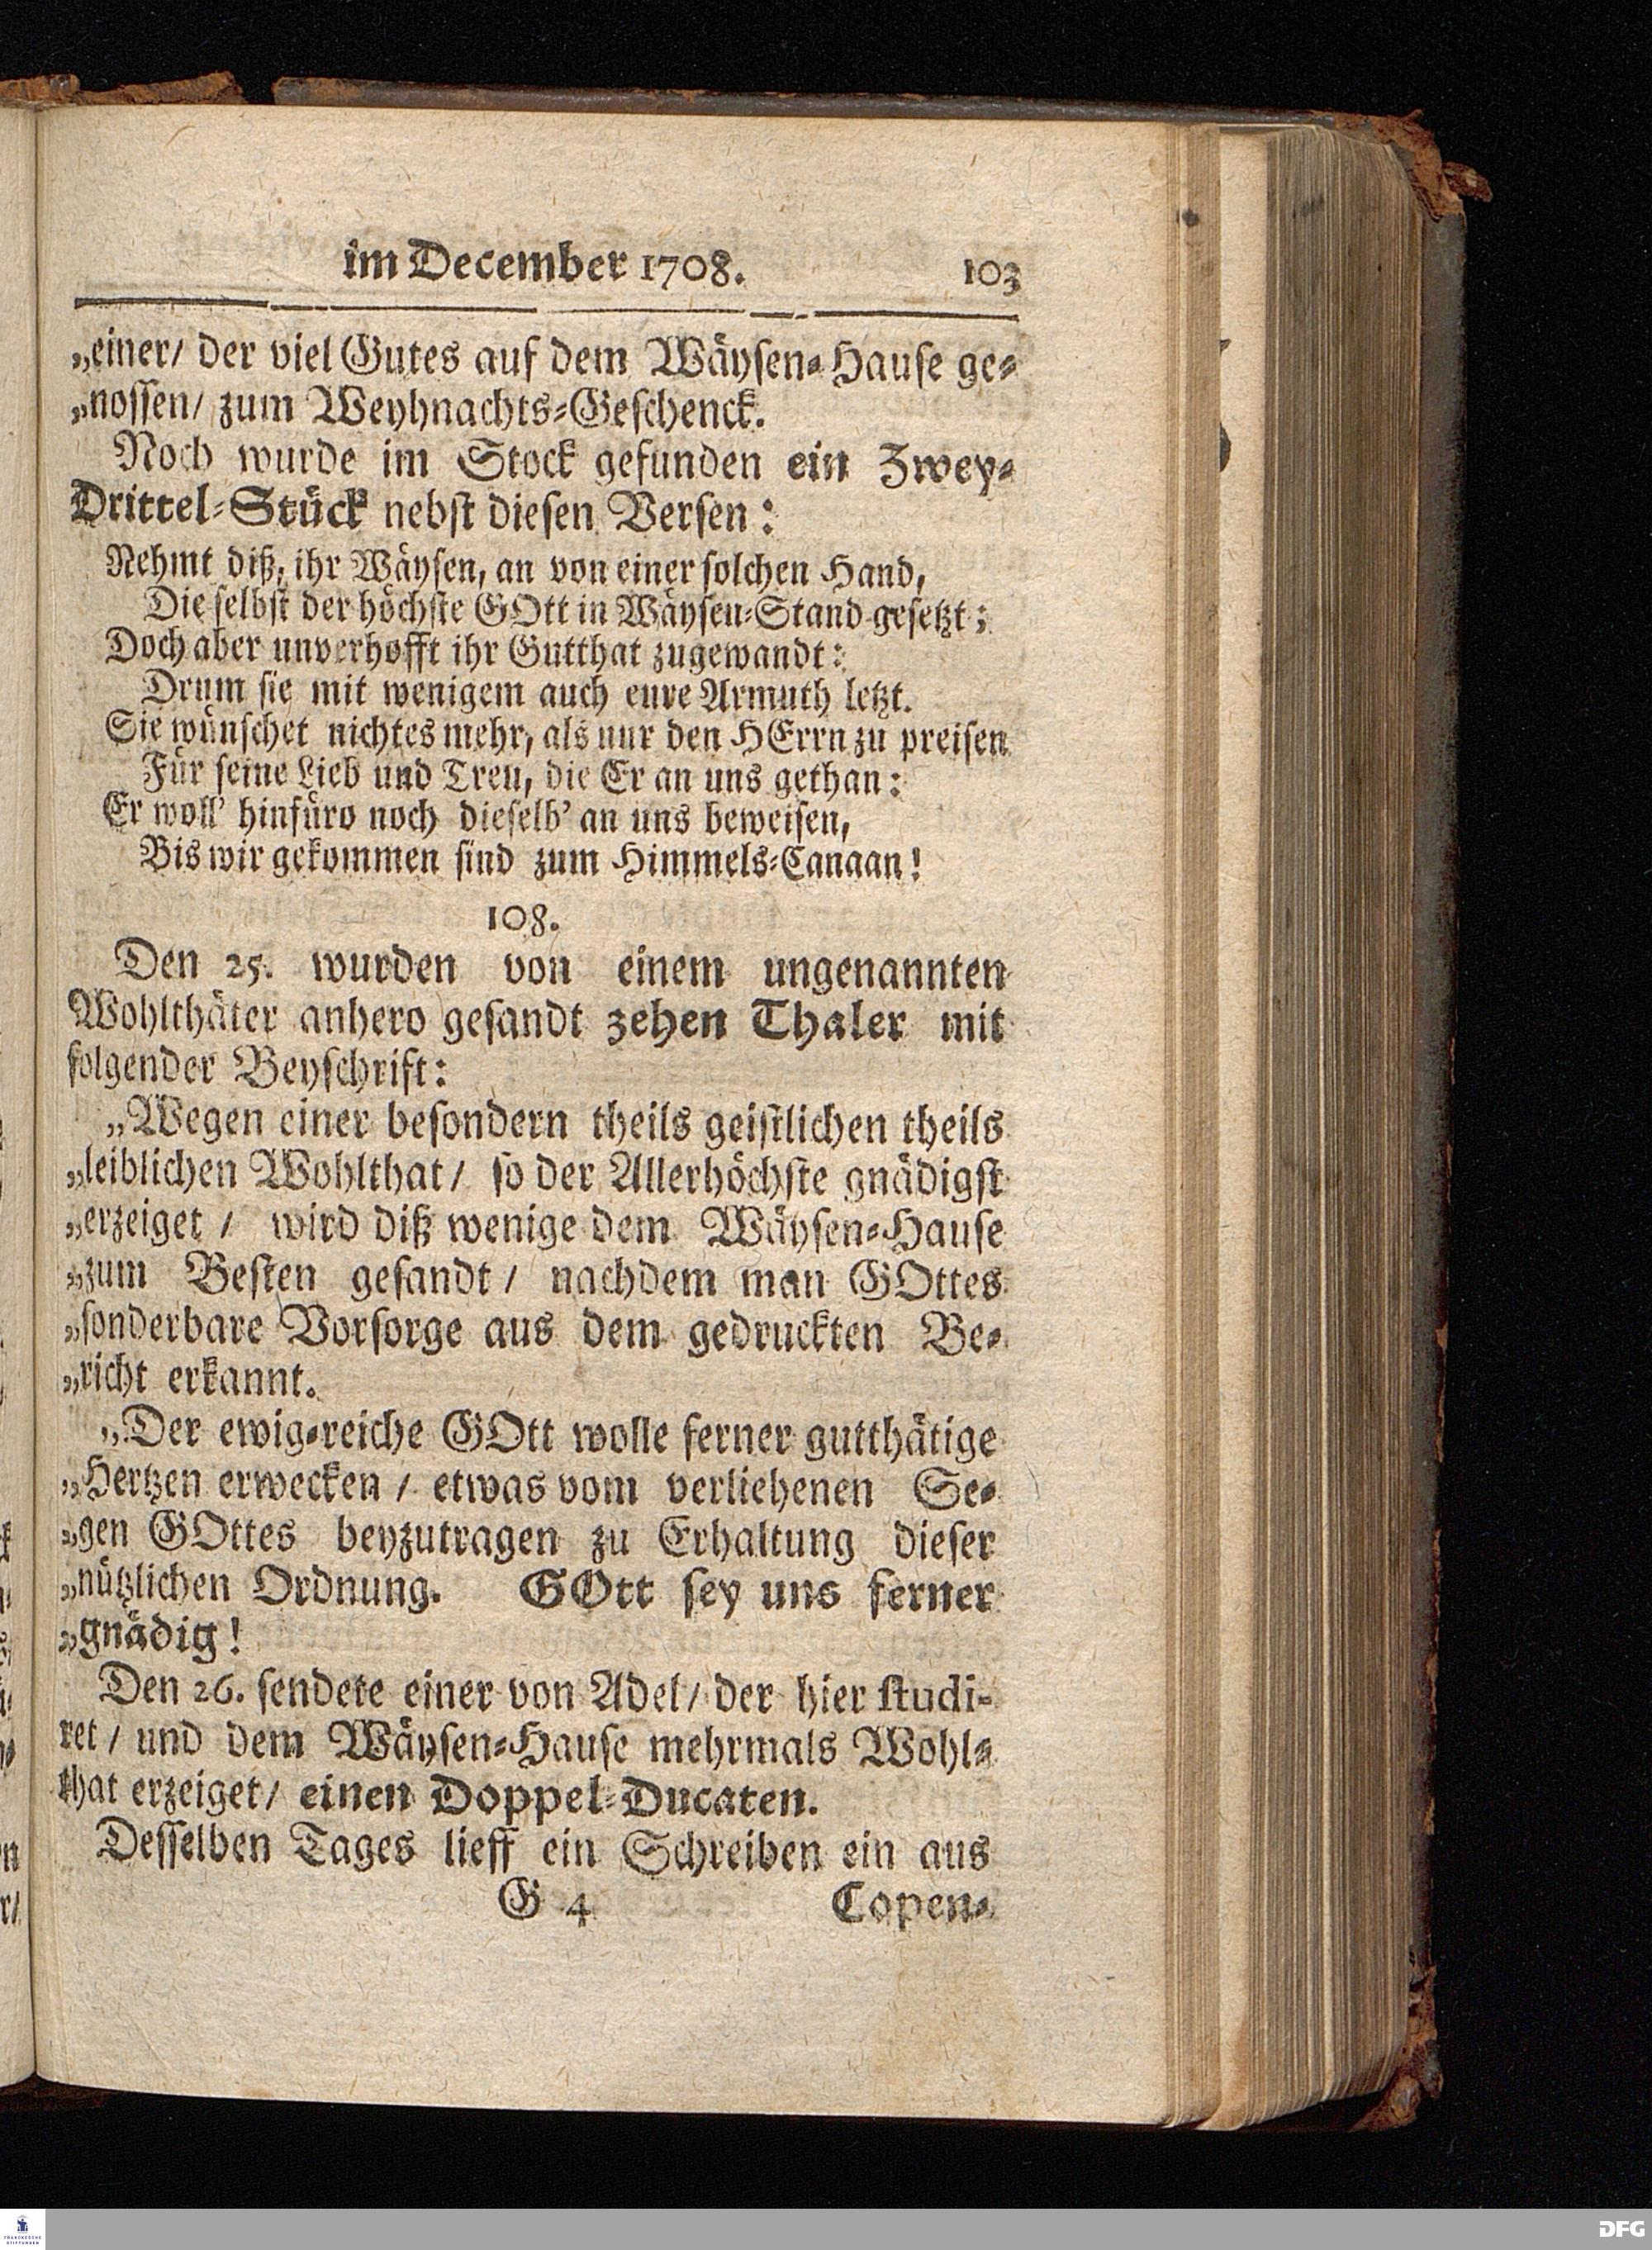 im December 1708. 103
„einer/ der viel Gutes auf dem Wäysen-Hause ge-
„nossen/ zum Weyhnachts-Geschenck.
Noch wurde im Stock gefunden ein Zwey-
Drittel-Stück nebst diesen Versen:
Nehmt diß, ihr Wäysen, an von einer solchen Hand,
Die selbst der höchste GOtt in Wäysen-Stand gesetzt;
Doch aber unverhofft ihr Gutthat zugewandt:
Drum sie mit wenigem auch eure Armuth letzt.
Sie wünschet nichtes mehr, als nur den HErrn zu preisen
Für seine Lieb und Treu, die Er an uns gethan:
Er woll' hinfüro noch dieselb' an uns beweisen,
Bis wir gekommen sind zum Himmels-Canaan!
108.
Den 25. wurden von einem ungenannten
Wohlthäter anhero gesandt zehen Thaler mit
folgender Beyschrift:
„Wegen einer besondern theils geistlichen theils
„leiblichen Wohlthat/ so der Allerhöchste gnädigst
„erzeiget / wird diß wenige dem Wäysen-Hause
„zum Besten gesandt/ nachdem man GOttes
„sonderbare Vorsorge aus dem gedruckten Be-
„richt erkannt.
„Der ewig-reiche GOtt wolle ferner gutthätige
„Hertzen erwecken / etwas vom verliehenen Se-
„gen GOttes beyzutragen zu Erhaltung dieser
„nützlichen Ordnung. GOtt sey uns ferner
„gnädig!
Den 26. sendete einer von Adel/ der hier studi-
ret / und dem Wäysen-Hause mehrmals Wohl-
that erzeiget/ einen Doppel-Ducaten.
Desselben Tages lieff ein Schreiben ein aus
G 4 Copen-
FRANCKESCHE
STIFTUNGEN
DFG